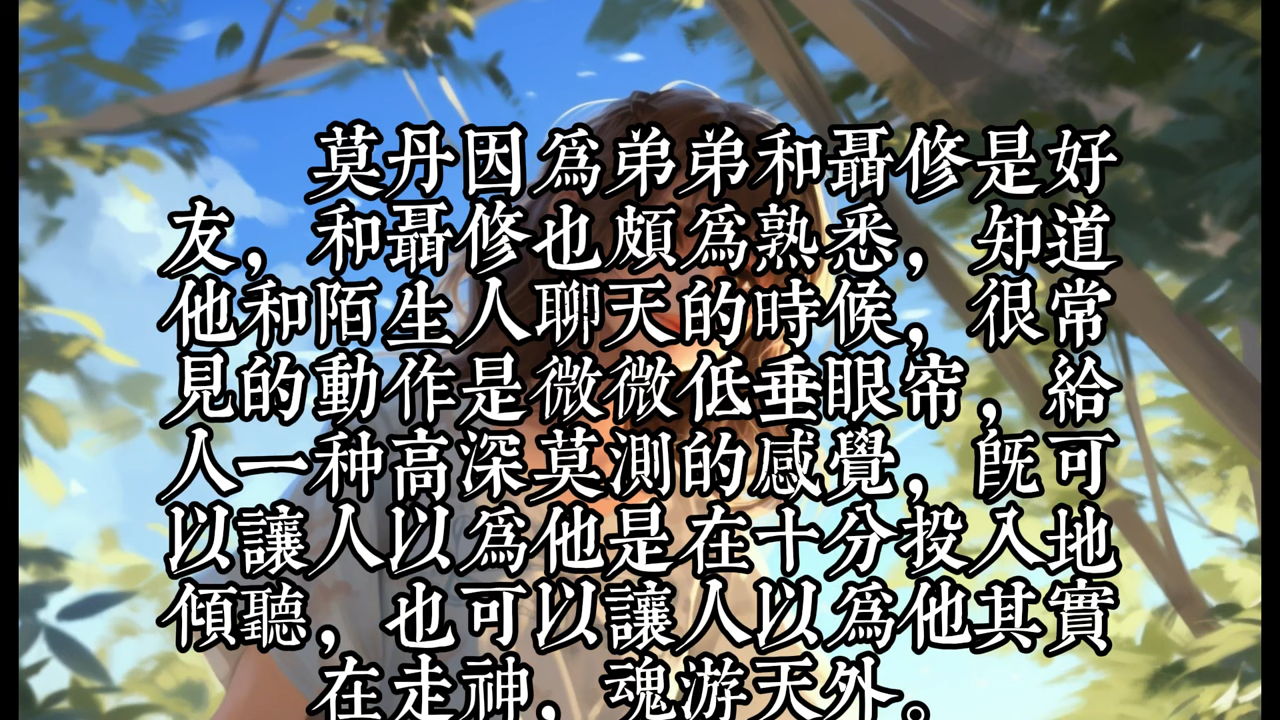 莫丹因爲弟弟和聶修是好
友，和聶修也頗爲熟悉，知道
他和陌生人聊天的時候，很常
見的動作是微微低垂眼帘，給
人一种高深莫測的感覺，旣可
以讓人以爲他是在十分投入地
傾聽，也可以讓人以爲他其實
在走神，魂游天外。